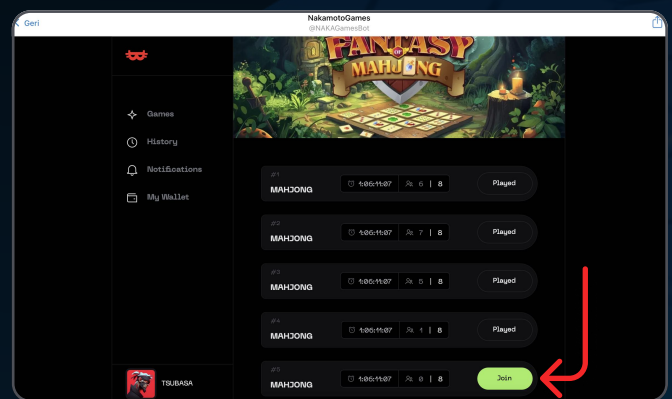 Geri
NakamotoGames
@NAKAGamesBot
FANTASY
OF
MAHJONG
Games
History
Notifications
My Wallet
#1
MAHJONG
1:06:11:07
6 | 8
Played
#2
MAHJONG
1:06:11:07
7 | 8
Played
#3
MAHJONG
1:06:11:07
5 | 8
Played
#4
MAHJONG
1:06:11:07
1 | 8
Played
#5
MAHJONG
1:06:11:07
0 | 8
Join
TSUBASA